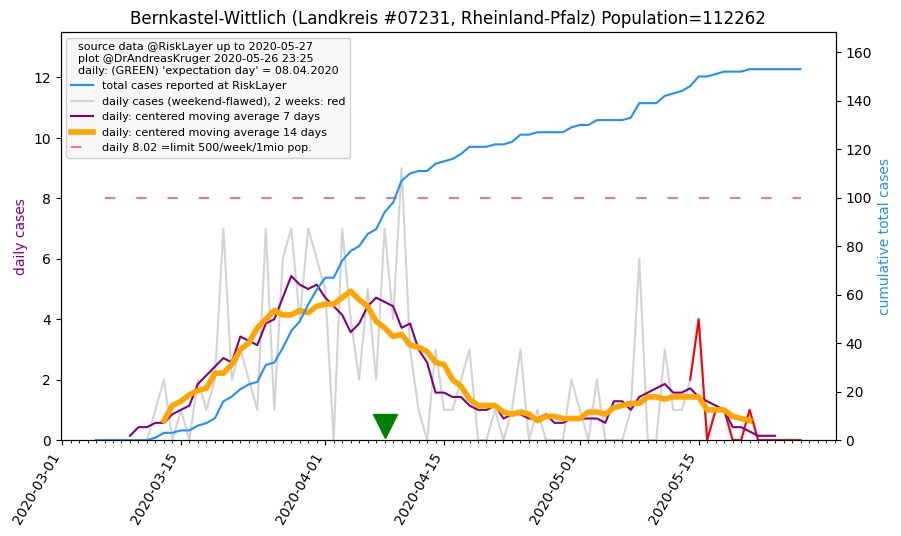 Bernkastel-Wittlich (Landkreis #07231, Rheinland-Pfalz) Population=112262
source data @RiskLayer up to 2020-05-27
plot @DrAndreasKruger 2020-05-26 23:25
daily: (GREEN) 'expectation day' = 08.04.2020
total cases reported at RiskLayer
daily cases (weekend-flawed), 2 weeks: red
daily: centered moving average 7 days
daily: centered moving average 14 days
daily 8.02 =limit 500/week/1mio pop.
daily cases
12
10
8
6
4
2
0
160
140
120
100
80
60
40
20
0
cumulative total cases
2020-03-01
2020-03-15
2020-04-01
2020-04-15
2020-05-01
2020-05-15